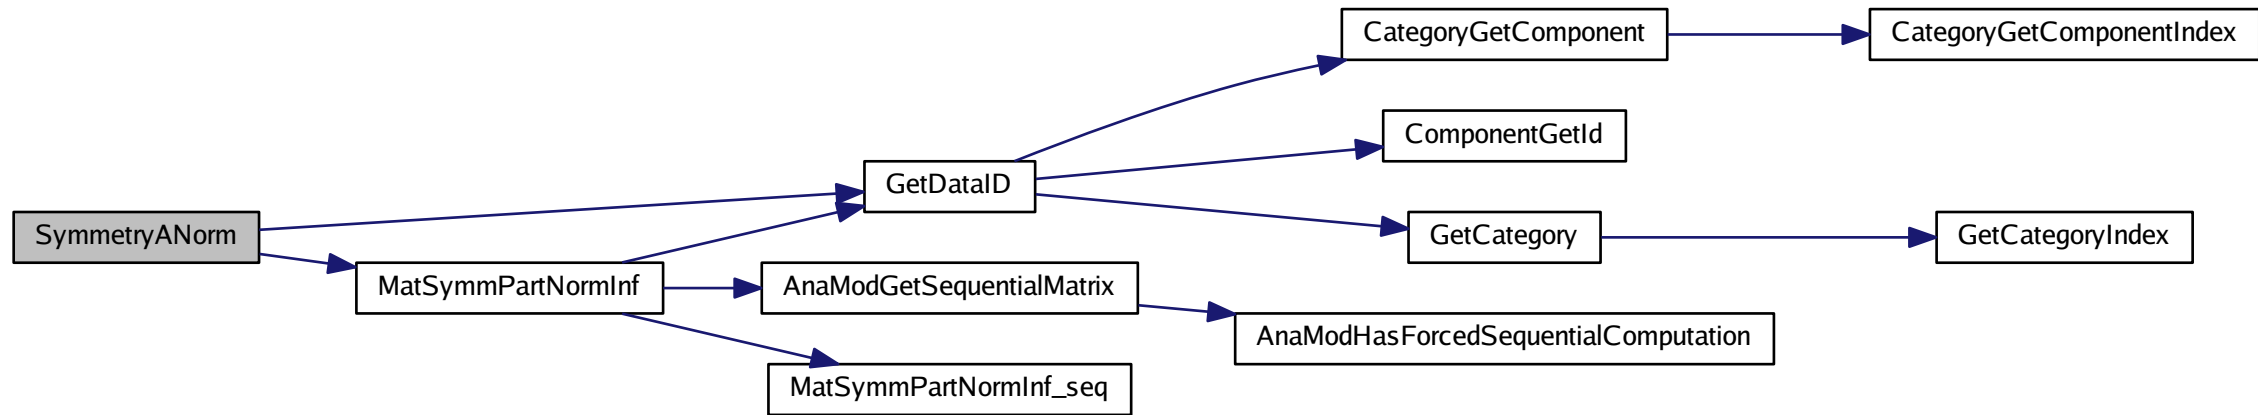 CategoryGetComponent
CategoryGetComponentIndex
ComponentGetId
GetDataID
SymmetryANorm
GetCategory
GetCategoryIndex
MatSymmPartNormInf
AnaModGetSequentialMatrix
AnaModHasForcedSequentialComputation
MatSymmPartNormInf_seq